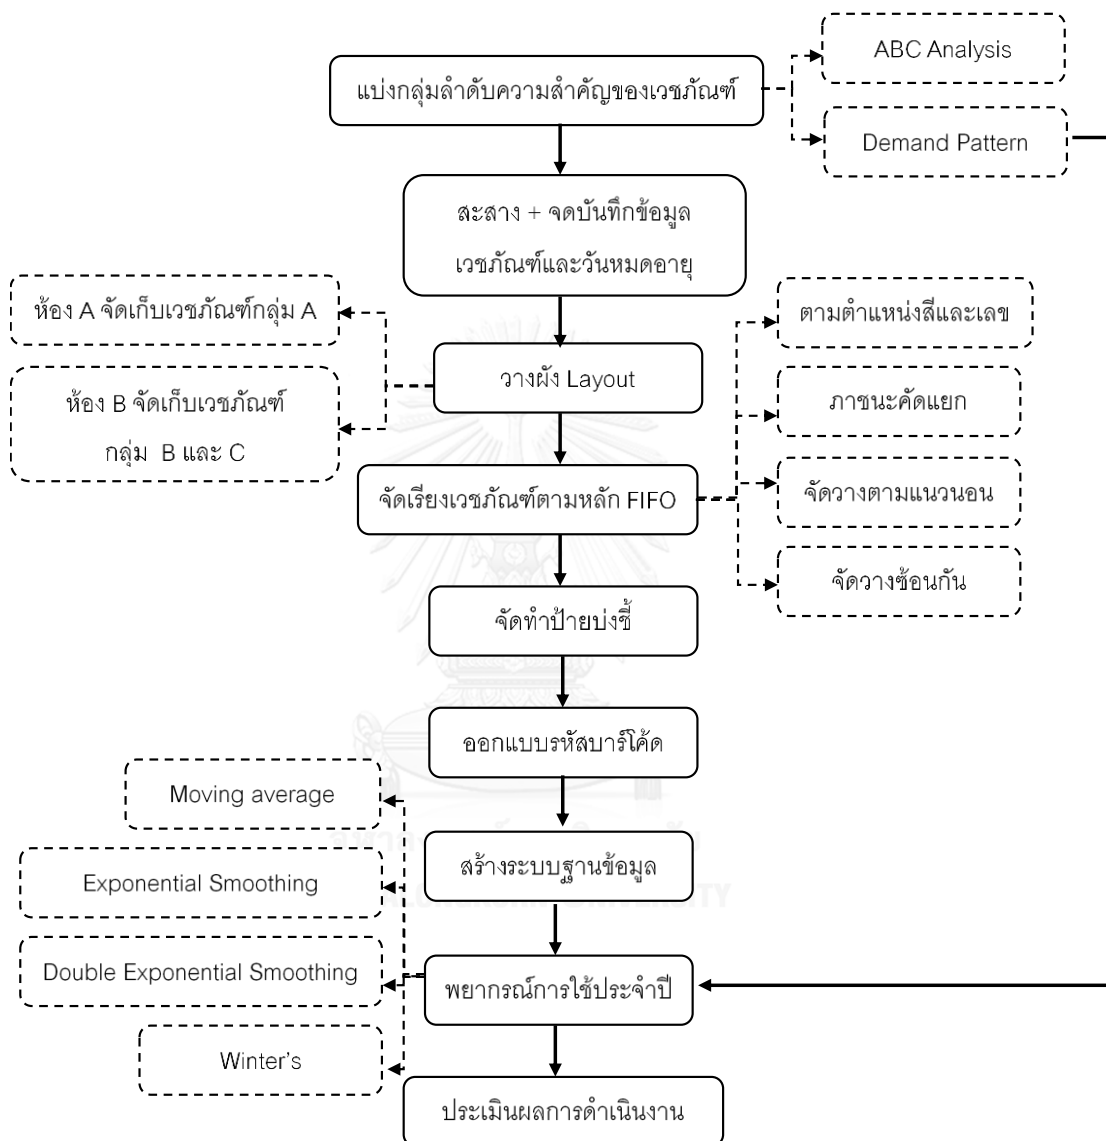 ABC Analysis
แบ่งกลุ่มลำดับความสำคัญของเวชภัณฑ์
Demand Pattern
สะสาง + จดบันทึกข้อมูล
เวชภัณฑ์และวันหมดอายุ
ห้อง A จัดเก็บเวชภัณฑ์กลุ่ม A
ตามตำแหน่งสีและเลข
วางผัง Layout
ห้อง B จัดเก็บเวชภัณฑ์
กลุ่ม B และ C
ภาชนะคัดแยก
จัดเรียงเวชภัณฑ์ตามหลัก FIFO
จัดวางตามแนวนอน
จัดวางซ้อนกัน
จัดทำป้ายบ่งชี้
ออกแบบรหัสบาร์โค้ด
Moving average
สร้างระบบฐานข้อมูล
Exponential Smoothing
Double Exponential Smoothing
พยากรณ์การใช้ประจำปี
Winter's
ประเมินผลการดำเนินงาน